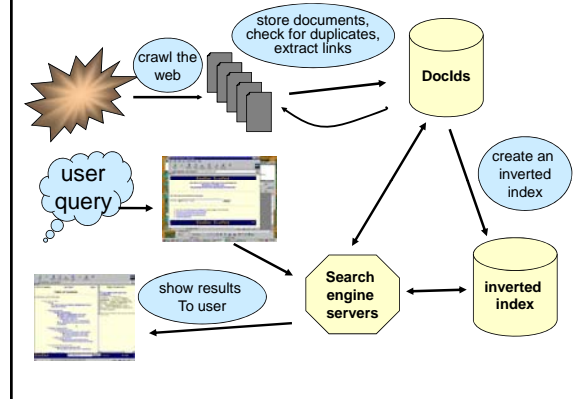 store documents,
check for duplicates,
extract links
crawl the
web
DocIds
user
query
create an
inverted
index
show results
To user
Search
engine
servers
inverted
index